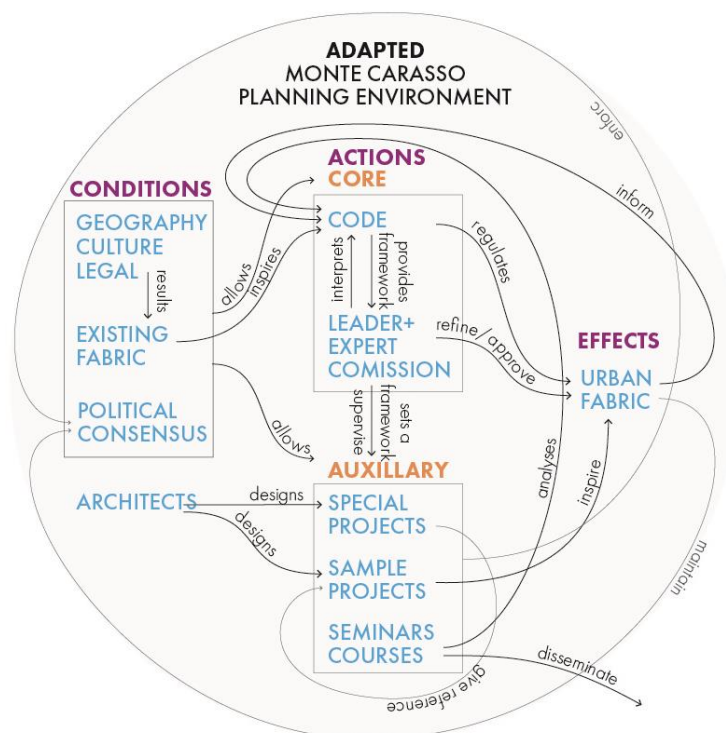 ADAPTED
MONTE CARASSO
PLANNING ENVIRONMENT
enforc
inform
ACTIONS
CORE
CONDITIONS
GEOGRAPHY
CULTURE
LEGAL
results
EXISTING
FABRIC
POLITICAL
CONSENSUS
allows
inspires
CODE
interprets
provides
framework
LEADER+
EXPERT
COMISSION
regulates
refine/approve
EFFECTS
URBAN
FABRIC
allows
supervise
sets a
framework
AUXILLARY
ARCHITECTS
designs
designs
SPECIAL
PROJECTS
SAMPLE
PROJECTS
SEMINARS
COURSES
analyses
inspire
maintain
give reference
disseminate